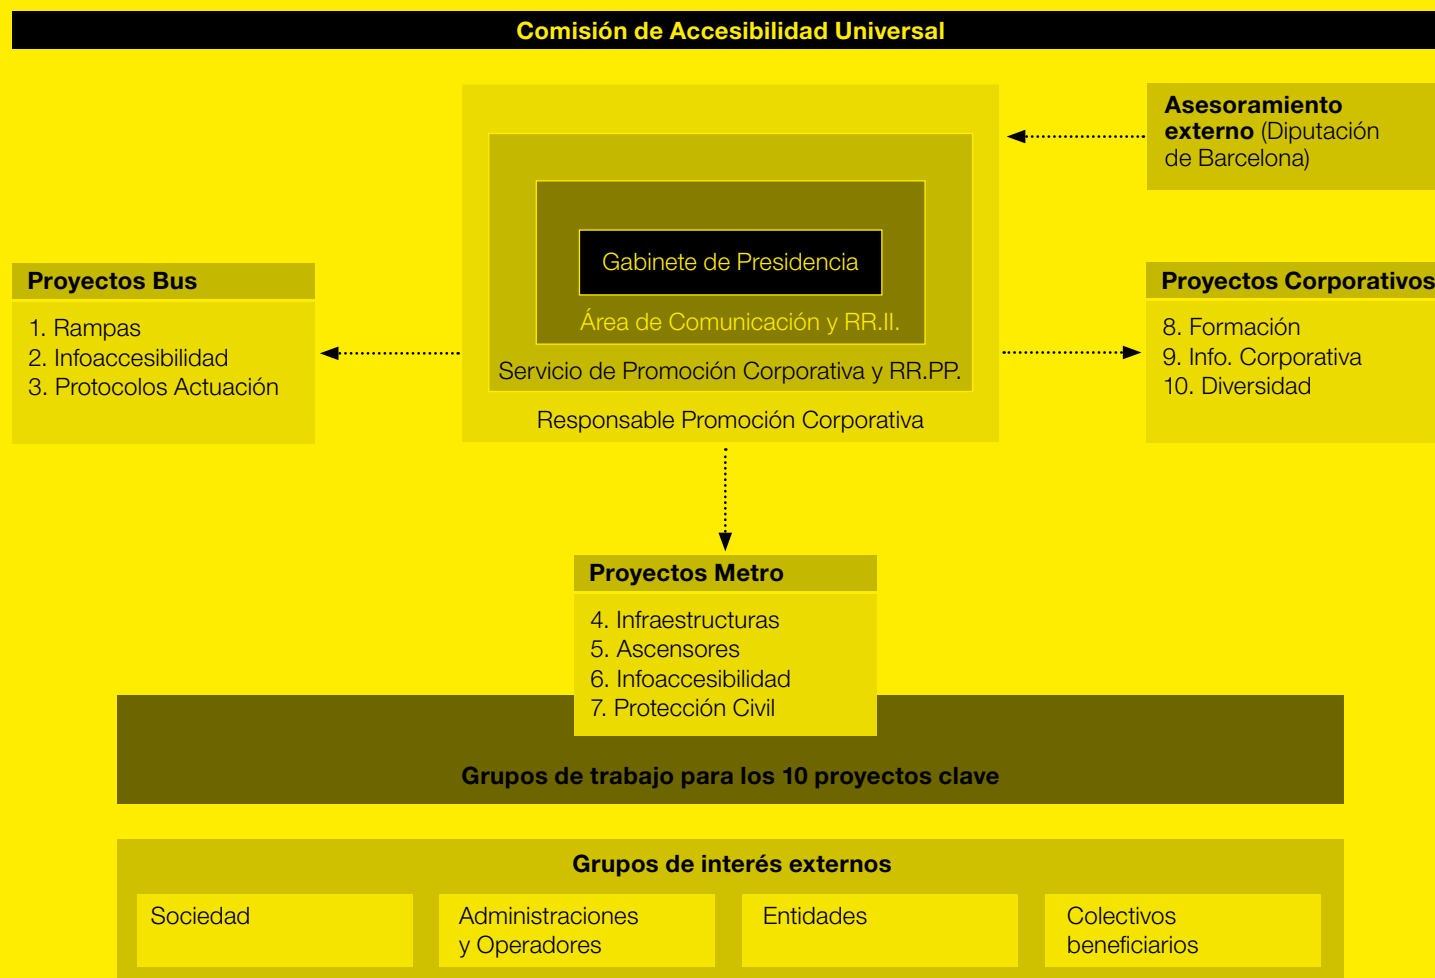 Comisión de Accesibilidad Universal
Asesoramiento
externo (Diputación
de Barcelona)
Gabinete de Presidencia
Área de Comunicación y RR.II.
Servicio de Promoción Corporativa y RR.PP.
Responsable Promoción Corporativa
Proyectos Bus
1. Rampas
2. Infoaccesibilidad
3. Protocolos Actuación
Proyectos Corporativos
8. Formación
9. Info. Corporativa
10. Diversidad
Proyectos Metro
4. Infraestructuras
5. Ascensores
6. Infoaccesibilidad
7. Protección Civil
Grupos de trabajo para los 10 proyectos clave
Grupos de interés externos
Sociedad
Administraciones
y Operadores
Entidades
Colectivos
beneficiarios